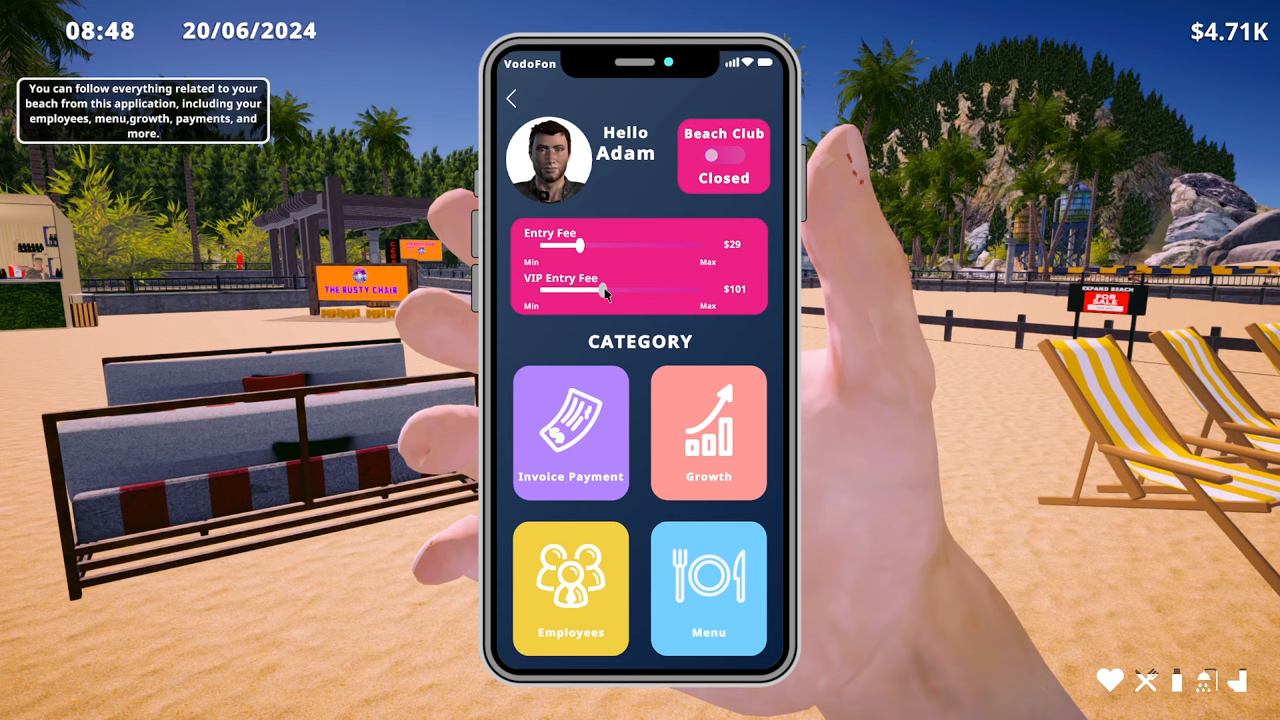 08:48
20/06/2024
$4.71K
You can follow everything related to your
beach from this application, including your
employees, menu,growth, payments, and
more.
VodoFon
Hello
Adam
Beach Club
Closed
Entry Fee
$29
Min
Max
VIP Entry Fee
$101
Min
Max
CATEGORY
Invoice Payment
Growth
Employees
Menu
THE RUSTY CHAIR
EXPAND BEACH
FOR
SALE